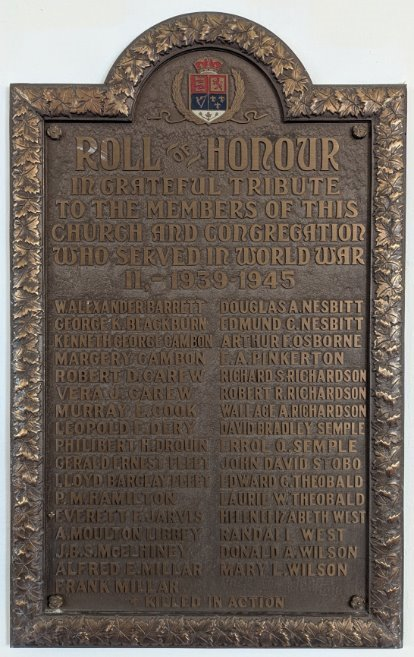 ROLL OF HONOUR
IN GRATEFUL TRIBUTE
TO THE MEMBERS OF THIS
CHURCH AND CONGREGATION
WHO SERVED IN WORLD WAR
II,-1939-1945
W. ALEXANDER BARRETT DOUGLAS A. NESBITT
GEORGE K. BLACKBURN EDMUND C. NESBITT
KENNETH GEORGE GAMBON ARTHUR F. OSBORNE
MARGERY GAMBON F. A. PINKERTON
ROBERT D. CAREW RICHARD S. RICHARDSON
VERA J. CAREW ROBERT R. RICHARDSON
MURRAY E. COOK WALLACE A. RICHARDSON
LEOPOLD E. DERY DAVID BRADLEY SEMPLE
PHILIBERT H. DROUIN ERROL O. SEMPLE
GERALD ERNEST FLEET JOHN DAVID STOBO
LLOYD BARCLAY FLEET EDWARD G. THEOBALD
P. M. HAMILTON LAURIE W. THEOBALD
+ EVERETT F. JARVIS HELEN ELIZABETH WEST
A. MOULTON LIBBEY RANDALL WEST
J.B.S. MCELHINEY DONALD A. WILSON
ALFRED E. MILLAR MARY L. WILSON
FRANK MILLAR
+ KILLED IN ACTION